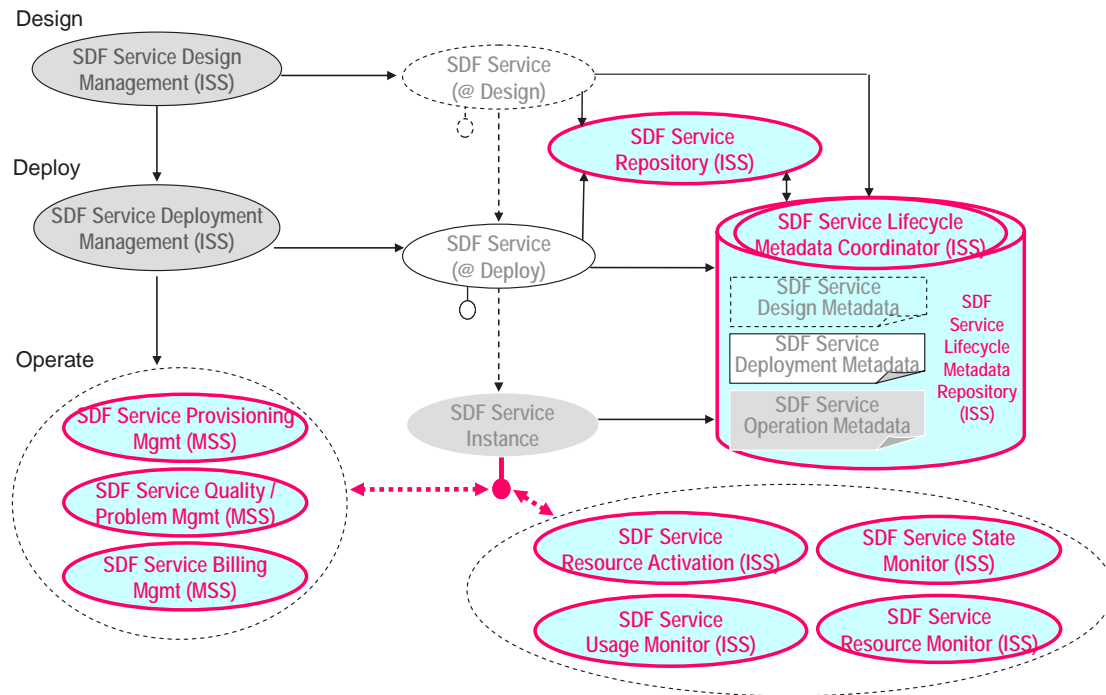 Design
SDF Service Design
Management (ISS)
SDF Service
(@ Design)
SDF Service
Repository (ISS)
Deploy
SDF Service Deployment
Management (ISS)
SDF Service
(@ Deploy)
SDF Service Lifecycle
Metadata Coordinator (ISS)
SDF Service
Design Metadata
SDF Service
Deployment Metadata
SDF Service
Operation Metadata
SDF
Service
Lifecycle
Metadata
Repository
(ISS)
Operate
SDF Service Provisioning
Mgmt (MSS)
SDF Service Quality /
Problem Mgmt (MSS)
SDF Service Billing
Mgmt (MSS)
SDF Service
Instance
SDF Service
Resource Activation (ISS)
SDF Service State
Monitor (ISS)
SDF Service
Usage Monitor (ISS)
SDF Service
Resource Monitor (ISS)